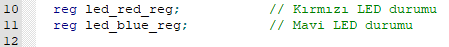 10 reg led_red_reg; // Kırmızı LED durumu
11 reg led_blue_reg; // Mavi LED durumu
12